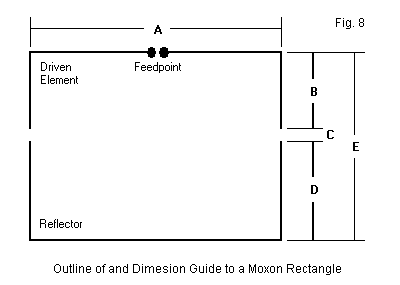 Fig. 8
A
Driven
Element
Feedpoint
B
C
E
D
Reflector
Outline of and Dimesion Guide to a Moxon Rectangle